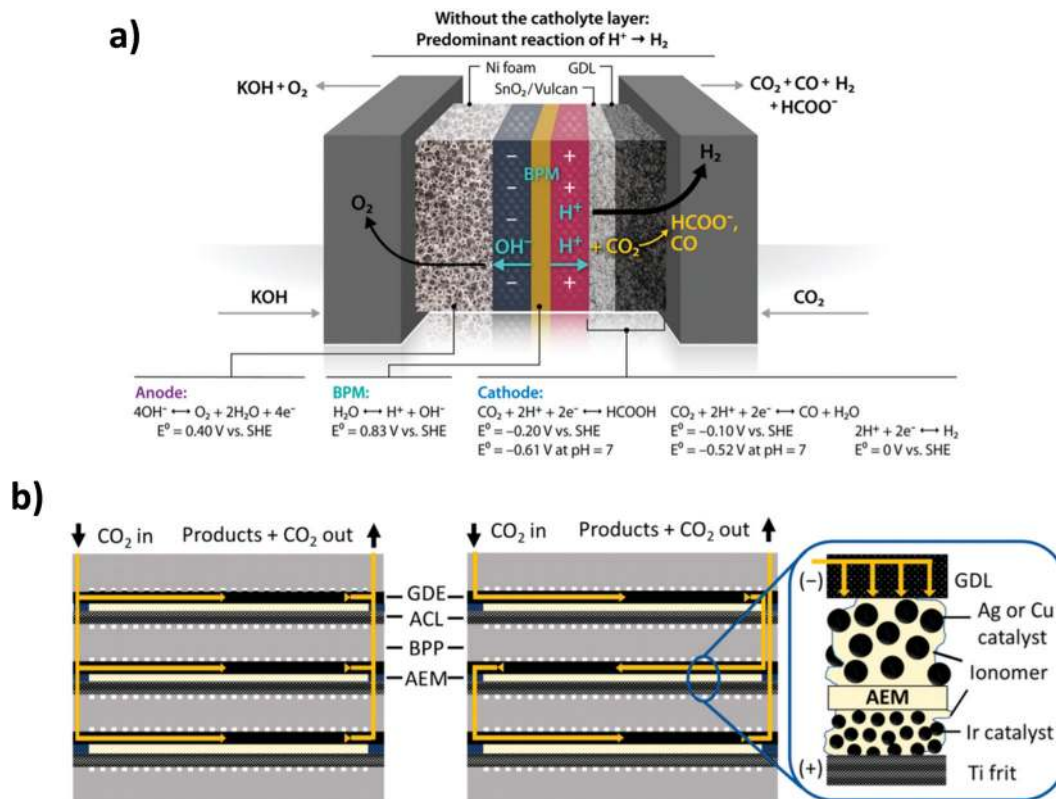 a)
Without the catholyte layer:
Predominant reaction of H⁺ → H₂
Ni foam
GDL
SnO₂/Vulcan
KOH + O₂
CO₂ + CO + H₂
+ HCOO⁻
− + BPM
− +
− H⁺
O₂
H₂
OH⁻ H⁺ + CO₂
HCOO⁻,
CO
− +
KOH
CO₂
Anode:
4OH⁻ ⟷ O₂ + 2H₂O + 4e⁻
E⁰ = 0.40 V vs. SHE
BPM:
H₂O ⟷ H⁺ + OH⁻
E⁰ = 0.83 V vs. SHE
Cathode:
CO₂ + 2H⁺ + 2e⁻ ⟷ HCOOH
E⁰ = −0.20 V vs. SHE
E⁰ = −0.61 V at pH = 7
CO₂ + 2H⁺ + 2e⁻ ⟷ CO + H₂O
E⁰ = −0.10 V vs. SHE
E⁰ = −0.52 V at pH = 7
2H⁺ + 2e⁻ ⟷ H₂
E⁰ = 0 V vs. SHE
b)
CO₂ in
Products + CO₂ out
CO₂ in
Products + CO₂ out
GDE
ACL
BPP
AEM
(−)
GDL
Ag or Cu
catalyst
Ionomer
AEM
Ir catalyst
(+)
Ti frit